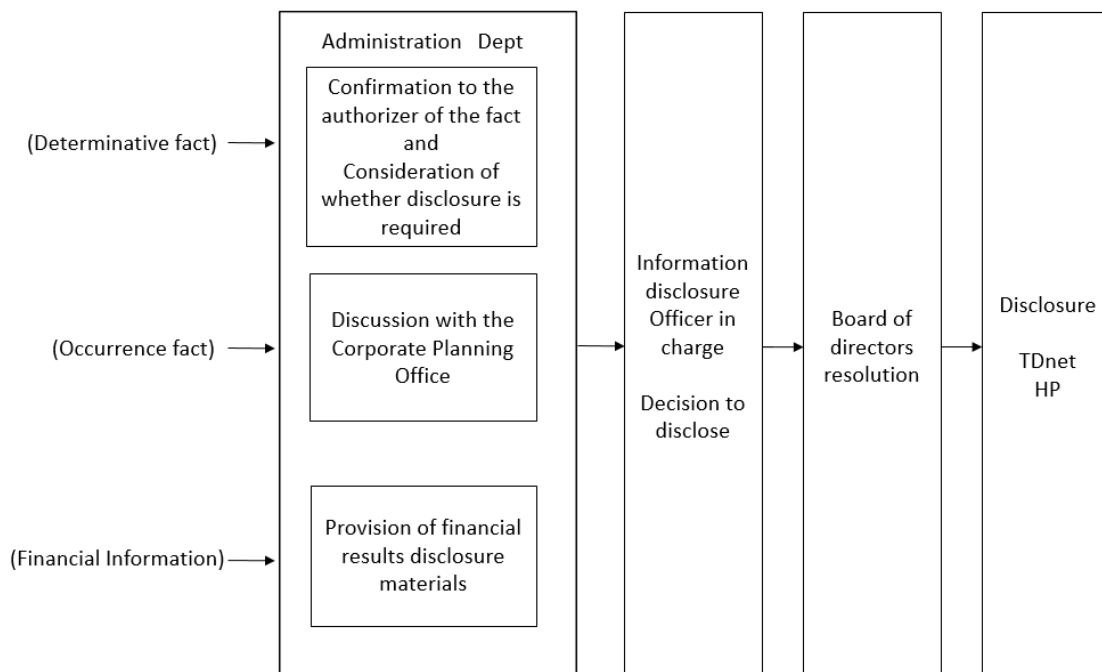 Administration Dept
Confirmation to the
authorizer of the fact
and
Consideration of
whether disclosure is
required
(Determinative fact)
Discussion with the
Corporate Planning
Office
(Occurrence fact)
Provision of financial
results disclosure
materials
(Financial Information)
Information
disclosure
Officer in
charge
Decision to
disclose
Board of
directors
resolution
Disclosure
TDnet
HP